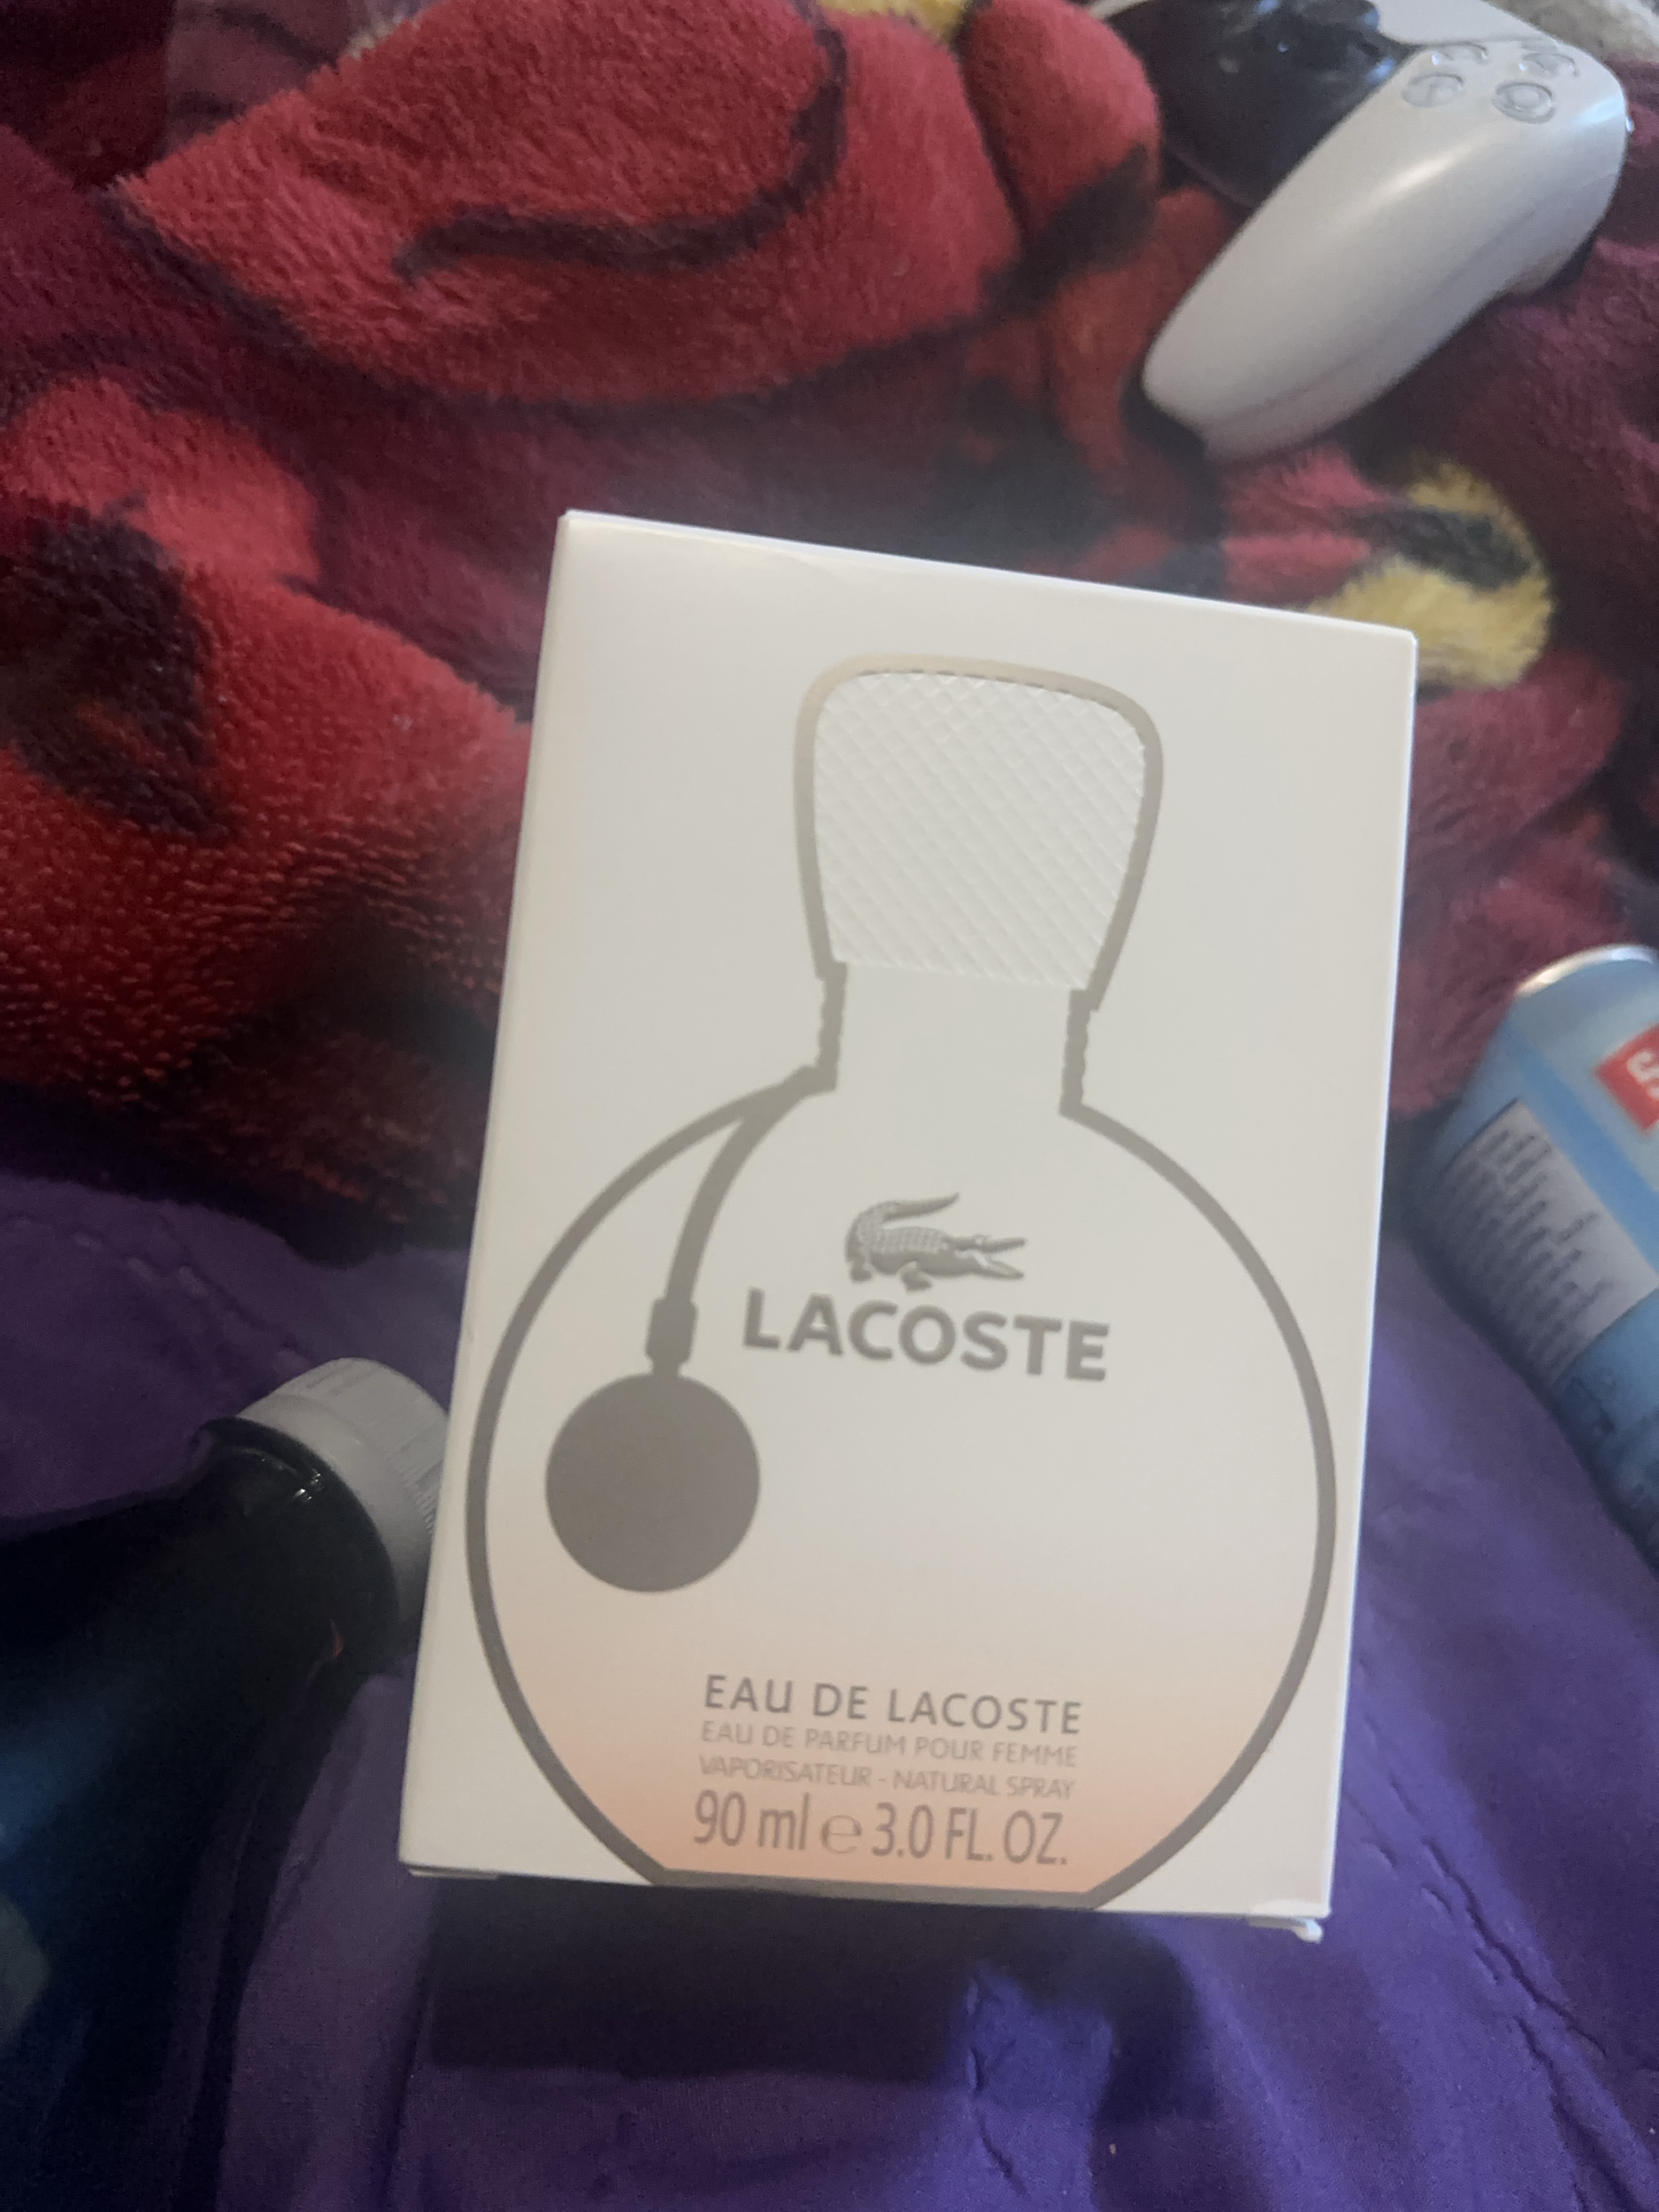 LACOSTE
EAU DE LACOSTE
EAU DE PARFUM POUR FEMME
VAPORISATEUR - NATURAL SPRAY
90 ml e 3.0 FL. OZ.